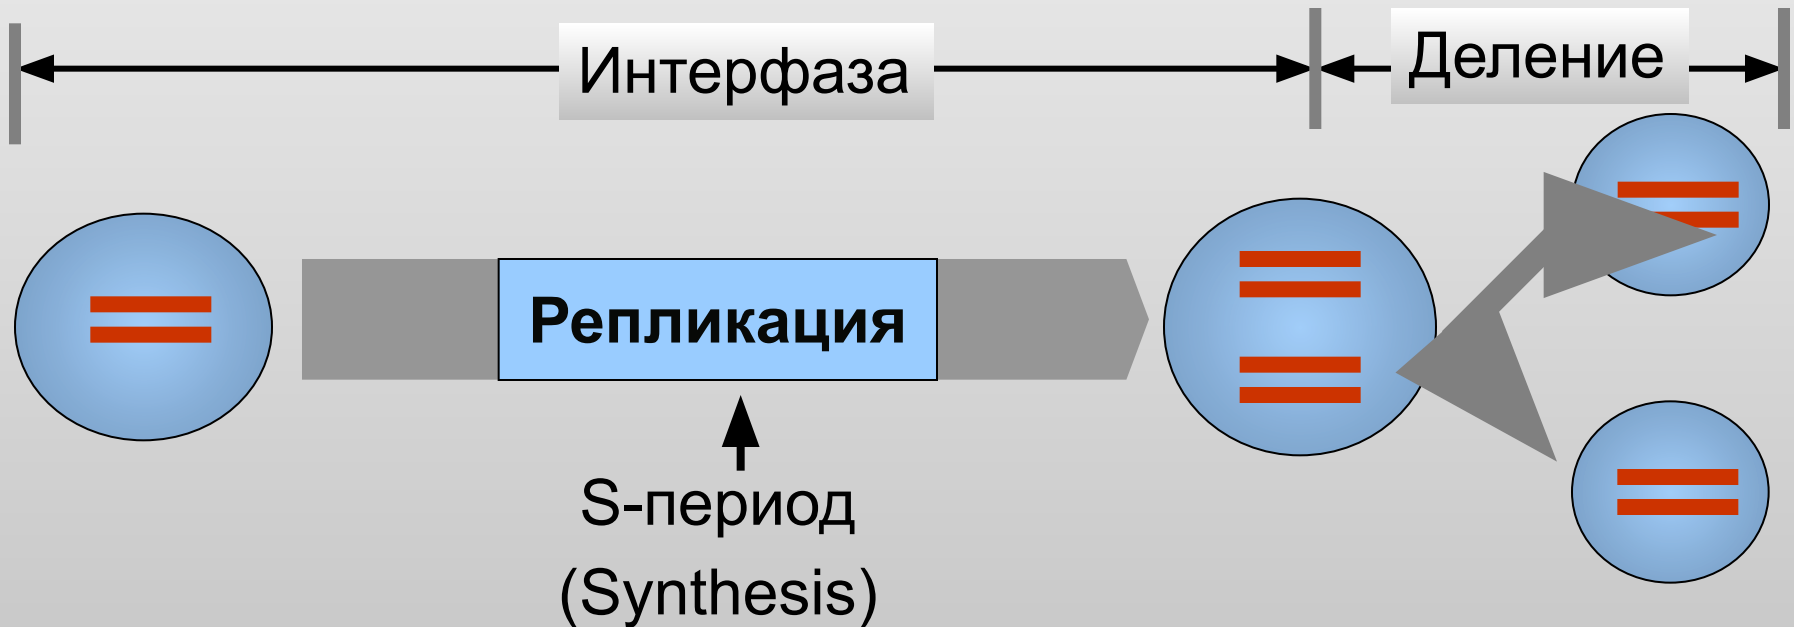 Интерфаза
Деление
Репликация
S-период
(Synthesis)